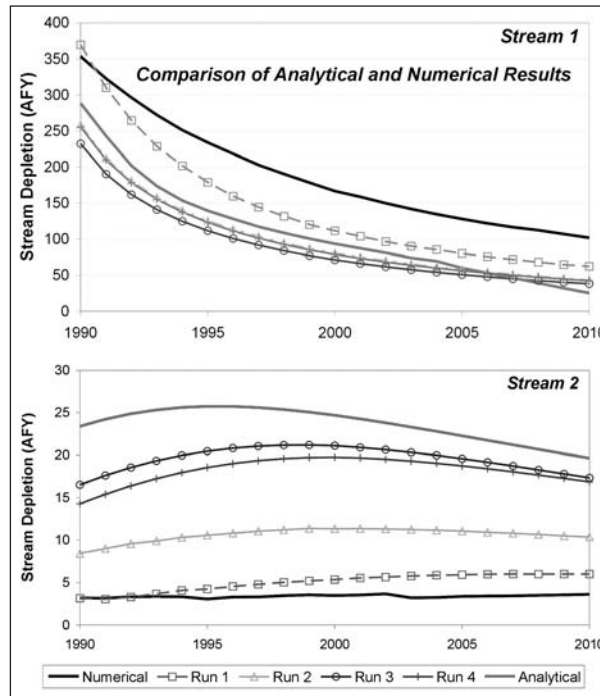 Stream 1
Comparison of Analytical and Numerical Results
Stream Depletion (AFY)
400
350
300
250
200
150
100
50
0
1990 1995 2000 2005 2010
Stream 2
Stream Depletion (AFY)
30
25
20
15
10
5
0
1990 1995 2000 2005 2010
Numerical Run 1 Run 2 Run 3 Run 4 Analytical